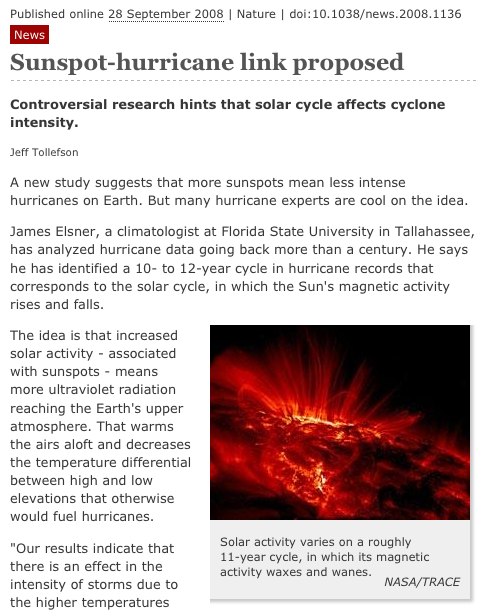 Published online 28 September 2008 | Nature | doi:10.1038/news.2008.1136
News
Sunspot-hurricane link proposed
Controversial research hints that solar cycle affects cyclone
intensity.
Jeff Tollefson
A new study suggests that more sunspots mean less intense
hurricanes on Earth. But many hurricane experts are cool on the idea.
James Elsner, a climatologist at Florida State University in Tallahassee,
has analyzed hurricane data going back more than a century. He says
he has identified a 10- to 12-year cycle in hurricane records that
corresponds to the solar cycle, in which the Sun's magnetic activity
rises and falls.
The idea is that increased
solar activity - associated
with sunspots - means
more ultraviolet radiation
reaching the Earth's upper
atmosphere. That warms
the airs aloft and decreases
the temperature differential
between high and low
elevations that otherwise
would fuel hurricanes.
"Our results indicate that
there is an effect in the
intensity of storms due to
the higher temperatures
Solar activity varies on a roughly
11-year cycle, in which its magnetic
activity waxes and wanes.
NASA/TRACE